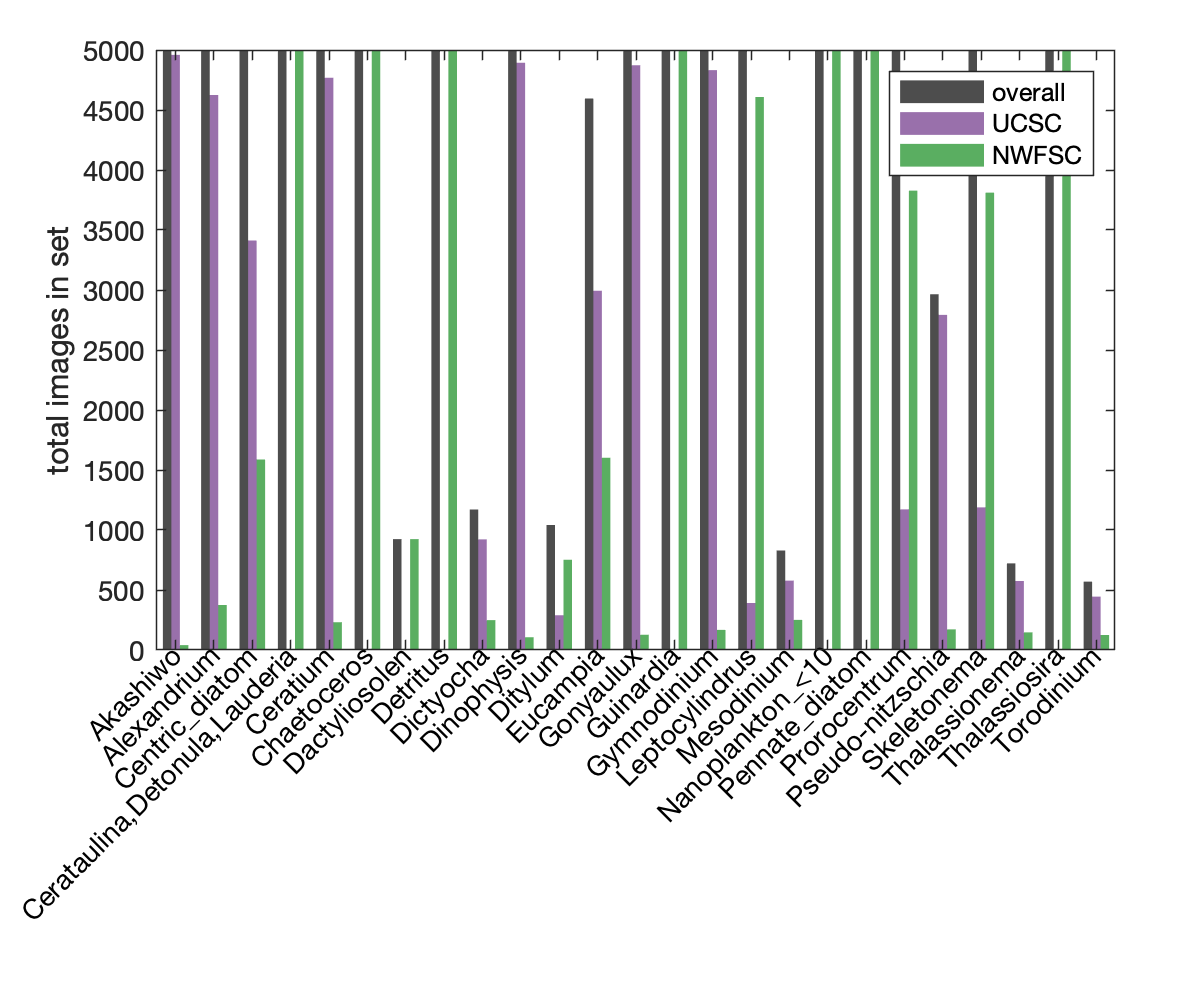 5000
4500
4000
3500
3000
2500
2000
1500
1000
500
0
total images in set
overall
UCSC
NWFSC
Akashiwo
Alexandrium
Centric_diatom
Cerataulina,Detonula,Lauderia
Ceratium
Chaetoceros
Dactyliosolen
Detritus
Dictyocha
Dinophysis
Ditylum
Eucampia
Gonyaulux
Guinardia
Gymnodinium
Leptocylindrus
Mesodinium
Nanoplankton_<10
Pennate_diatom
Prorocentrum
Pseudo-nitzschia
Skeletonema
Thalassionema
Thalassiosira
Torodinium